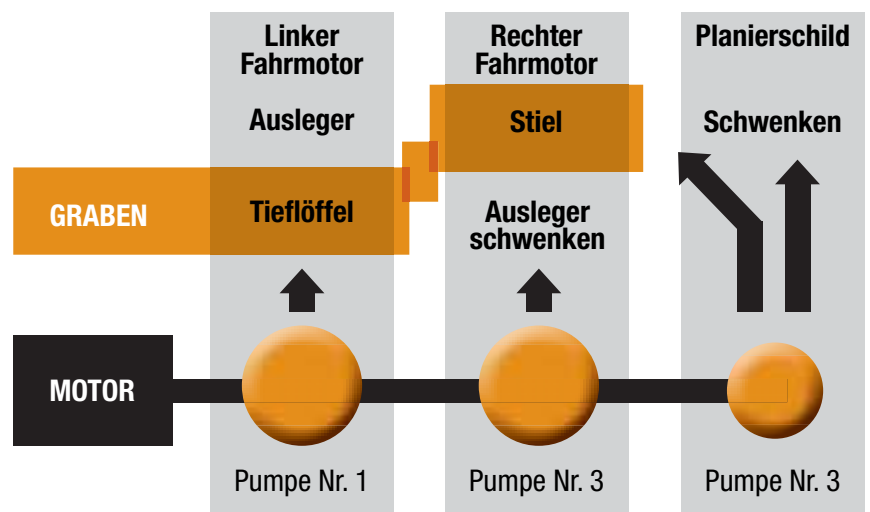 Linker
Fahrmotor
Ausleger
Tieflöffel
Rechter
Fahrmotor
Stiel
Ausleger
schwenken
Planierschild
Schwenken
GRABEN
MOTOR
Pumpe Nr. 1
Pumpe Nr. 3
Pumpe Nr. 3